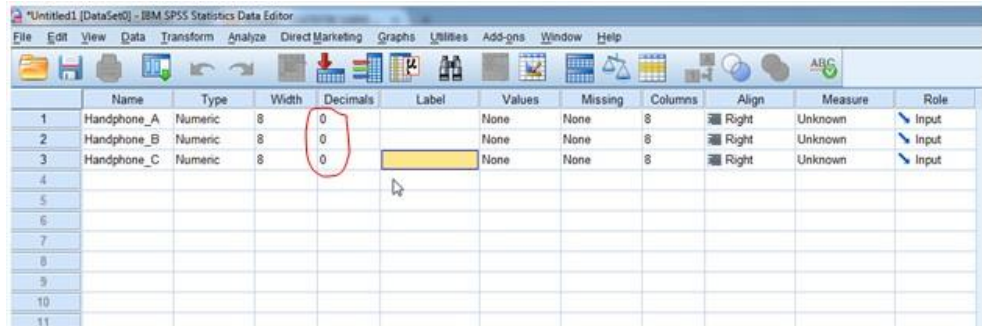 *Untitled1 [DataSet0] - IBM SPSS Statistics Data Editor
File Edit View Data Transform Analyze Direct Marketing Graphs Utilities Add-ons Window Help
Name Type Width Decimals Label Values Missing Columns Align Measure Role
1 Handphone_A Numeric 8 0 None None 8 Right Unknown Input
2 Handphone_B Numeric 8 0 None None 8 Right Unknown Input
3 Handphone_C Numeric 8 0 None None 8 Right Unknown Input
4
5
6
7
8
9
10
11